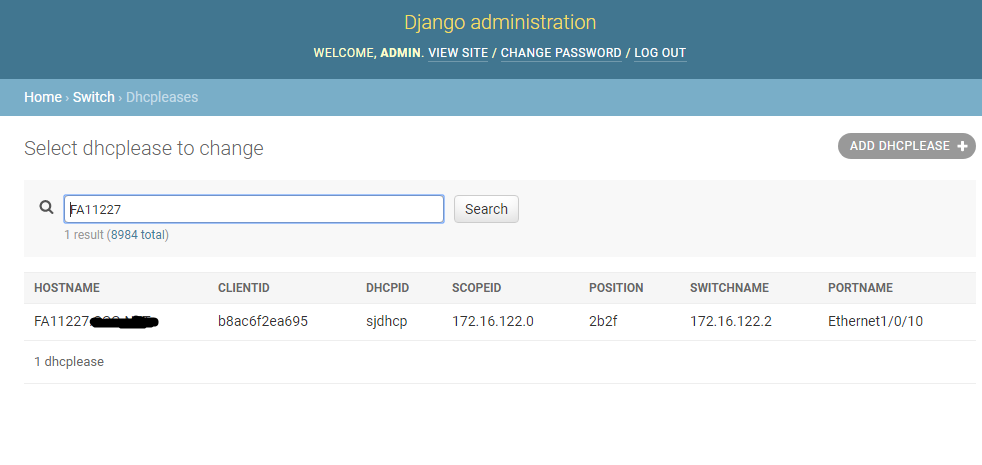 Django administration
WELCOME, ADMIN. VIEW SITE / CHANGE PASSWORD / LOG OUT
Home › Switch › Dhcpleases
Select dhcplease to change
ADD DHCPLEASE +
FA11227
Search
1 result (8984 total)
HOSTNAME CLIENTID DHCPID SCOPEID POSITION SWITCHNAME PORTNAME
FA11227 b8ac6f2ea695 sjdhcp 172.16.122.0 2b2f 172.16.122.2 Ethernet1/0/10
1 dhcplease